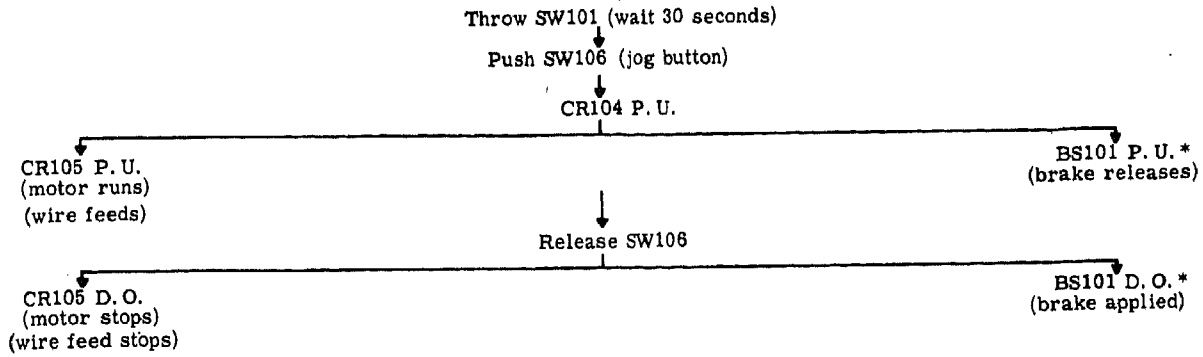 Throw SW101 (wait 30 seconds)
Push SW106 (jog button)
CR104 P.U.
CR105 P.U.
(motor runs)
(wire feeds)
BS101 P.U.*
(brake releases)
Release SW106
CR105 D.O.
(motor stops)
(wire feed stops)
BS101 D.O.*
(brake applied)